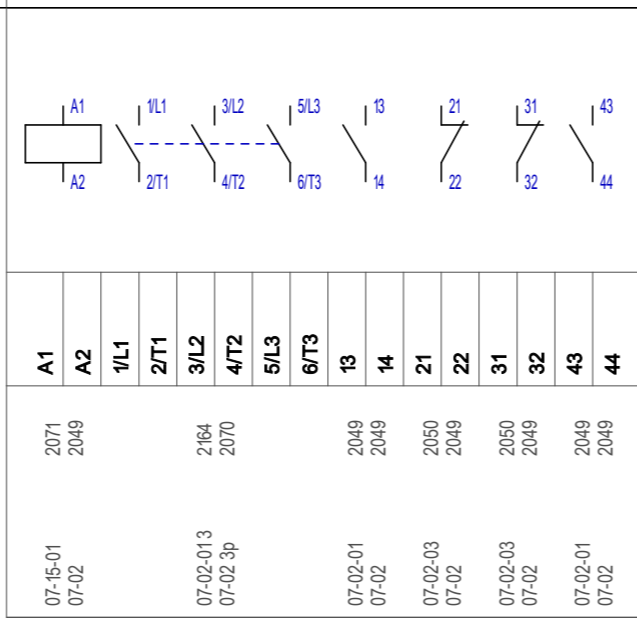 A1 1/L1 3/L2 5/L3 13 21 31 43
A2 2/T1 4/T2 6/T3 14 22 32 44
A1
A2
1/L1
2/T1
3/L2
4/T2
5/L3
6/T3
13
14
21
22
31
32
43
44
2071
2049
2164
2070
2049
2049
2050
2049
2050
2049
2049
2049
07-15-01
07-02
07-02-01 3
07-02 3p
07-02-01
07-02
07-02-03
07-02
07-02-03
07-02
07-02-01
07-02